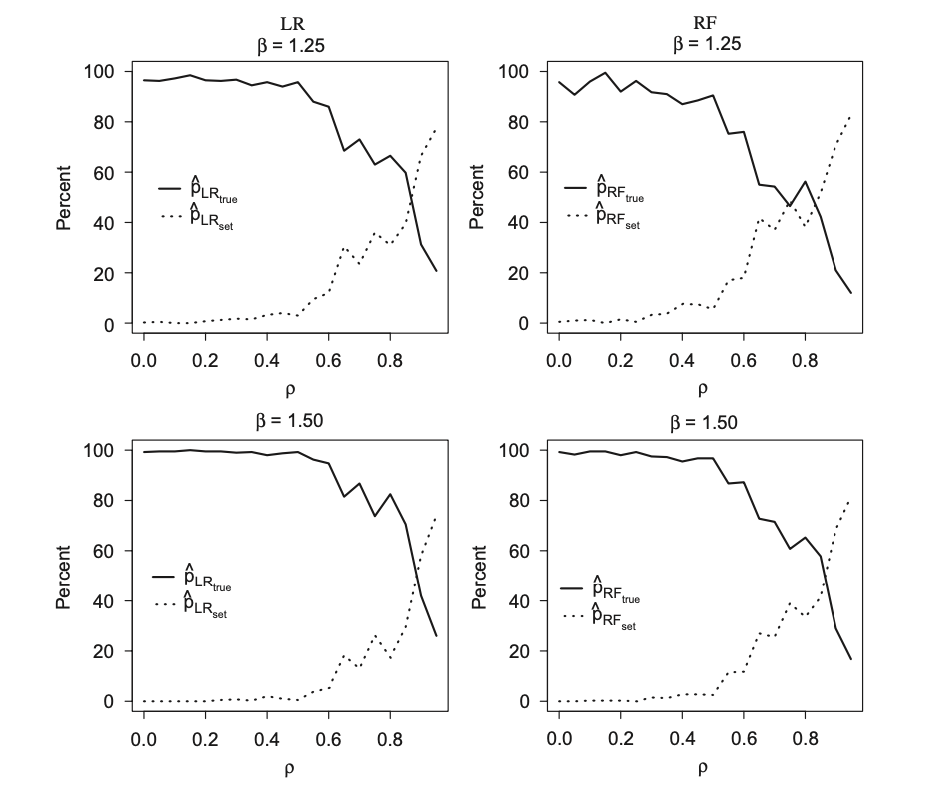 LR
β = 1.25
100
80
60
40
20
0
Percent
p̂LRtrue
p̂LRset
0.0 0.2 0.4 0.6 0.8
ρ
RF
β = 1.25
100
80
60
40
20
0
Percent
p̂RFtrue
p̂RFset
0.0 0.2 0.4 0.6 0.8
ρ
β = 1.50
100
80
60
40
20
0
Percent
p̂LRtrue
p̂LRset
0.0 0.2 0.4 0.6 0.8
ρ
β = 1.50
100
80
60
40
20
0
Percent
p̂RFtrue
p̂RFset
0.0 0.2 0.4 0.6 0.8
ρ